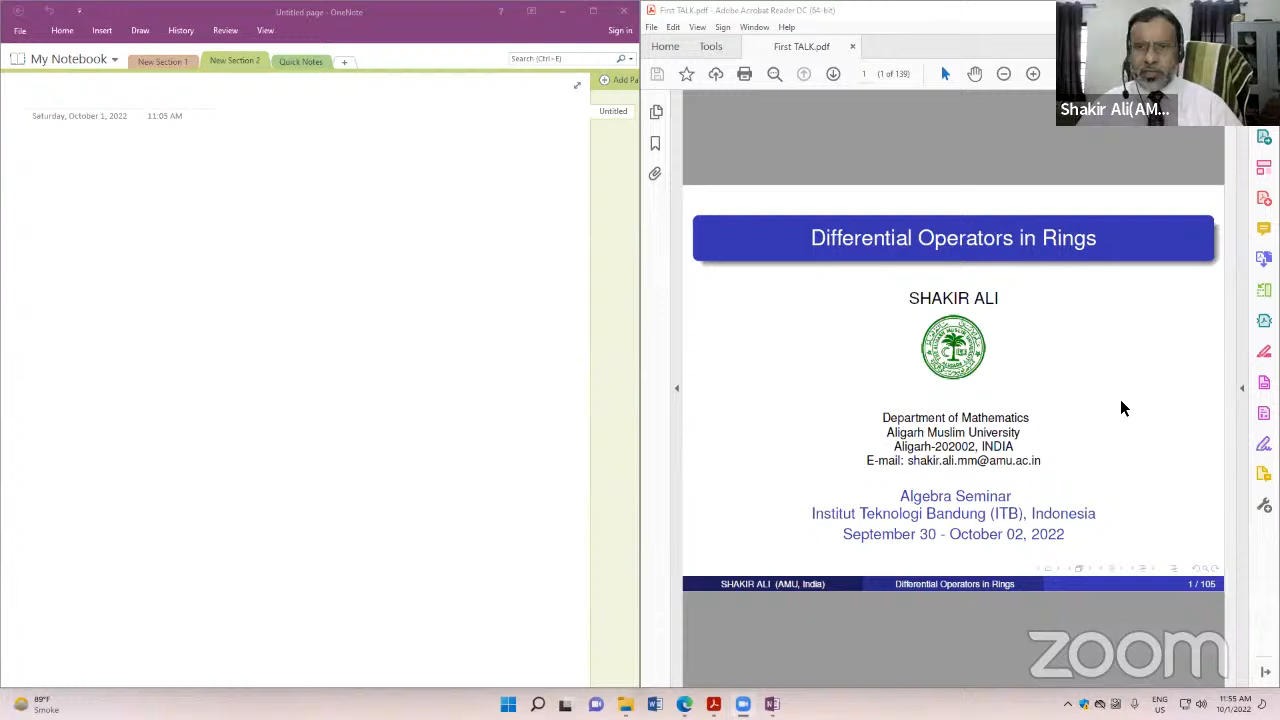 Untitled page - OneNote
File Home Insert Draw History Review View Sign in
My Notebook New Section 1 New Section 2 Quick Notes + Search (Ctrl+E)
Add Pa
Untitled
Saturday, October 1, 2022 11:05 AM
First TALK.pdf - Adobe Acrobat Reader DC (64-bit)
File Edit View Sign Window Help
Home Tools First TALK.pdf ×
1 (1 of 139)
Shakir Ali(AM...
Differential Operators in Rings
SHAKIR ALI
ALIGARH MUSLIM UNIVERSITY
Department of Mathematics
Aligarh Muslim University
Aligarh-202002, INDIA
E-mail: shakir.ali.mm@amu.ac.in
Algebra Seminar
Institut Teknologi Bandung (ITB), Indonesia
September 30 - October 02, 2022
SHAKIR ALI (AMU, India) Differential Operators in Rings 1 / 105
zoom
89°F
Smoke
ENG
US
11:55 AM
10/1/2022